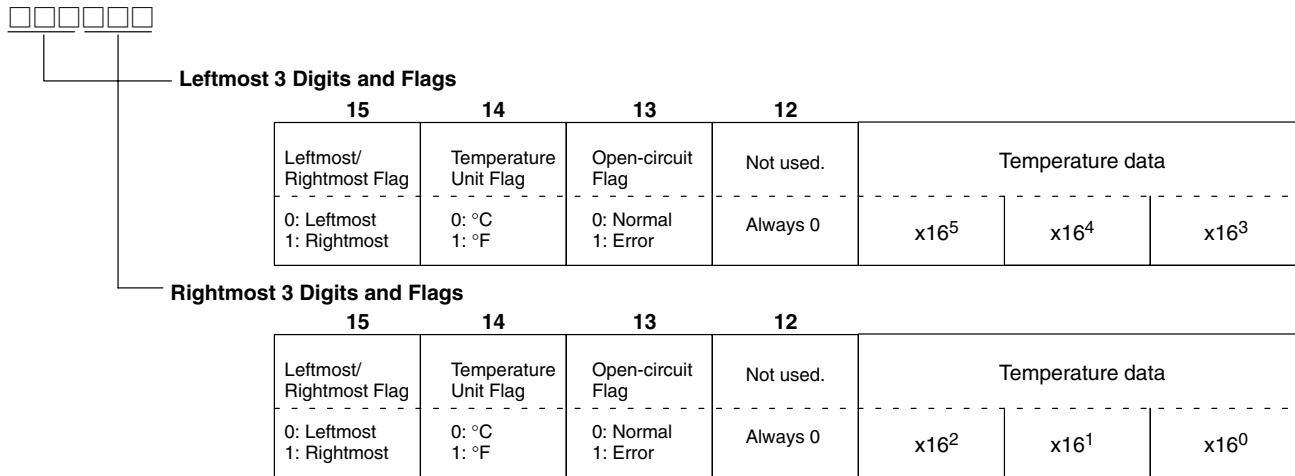 □□□□□□
Leftmost 3 Digits and Flags
15 14 13 12
Leftmost/ Temperature Open-circuit Not used. Temperature data
Rightmost Flag Unit Flag Flag
0: Leftmost 0: °C 0: Normal Always 0 x16⁵ x16⁴ x16³
1: Rightmost 1: °F 1: Error
Rightmost 3 Digits and Flags
15 14 13 12
Leftmost/ Temperature Open-circuit Not used. Temperature data
Rightmost Flag Unit Flag Flag
0: Leftmost 0: °C 0: Normal Always 0 x16² x16¹ x16⁰
1: Rightmost 1: °F 1: Error